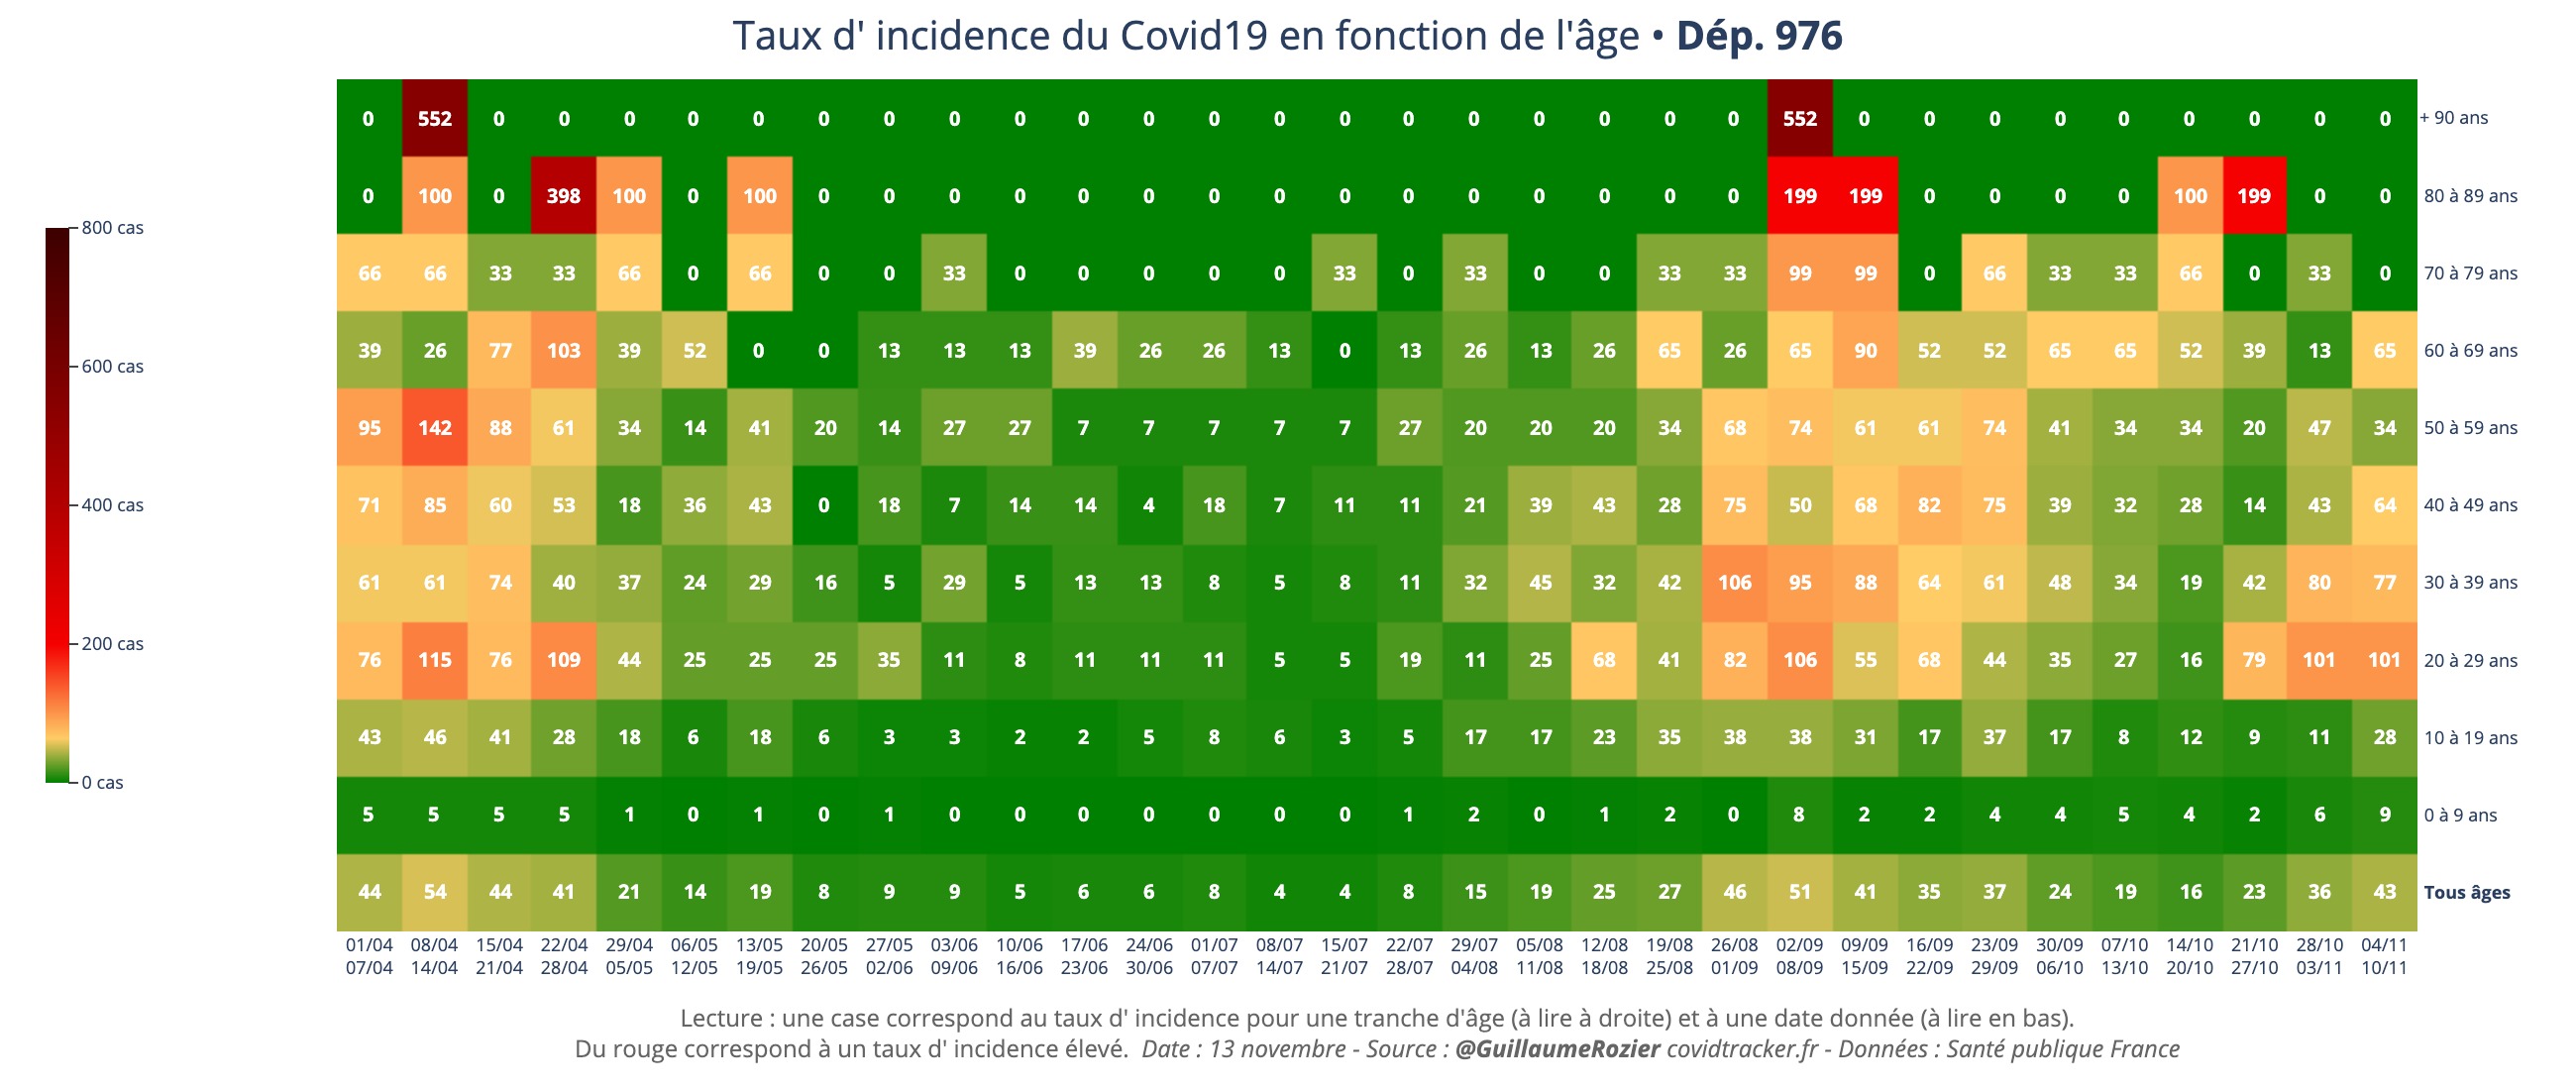 Taux d' incidence du Covid19 en fonction de l'âge • Dép. 976
0 552 0 0 0 0 0 0 0 0 0 0 0 0 0 0 0 0 0 0 0 0 552 0 0 0 0 0 0 0 0 0 + 90 ans
0 100 0 398 100 0 100 0 0 0 0 0 0 0 0 0 0 0 0 0 0 0 199 199 0 0 0 0 100 199 0 0 80 à 89 ans
800 cas
66 66 33 33 66 0 66 0 0 33 0 0 0 0 0 33 0 33 0 0 33 33 99 99 0 66 33 33 66 0 33 0 70 à 79 ans
39 26 77 103 39 52 0 0 13 13 13 39 26 26 13 0 13 26 13 26 65 26 65 90 52 52 65 65 52 39 13 65 60 à 69 ans
600 cas
95 142 88 61 34 14 41 20 14 27 27 7 7 7 7 7 27 20 20 20 34 68 74 61 61 74 41 34 34 20 47 34 50 à 59 ans
400 cas
71 85 60 53 18 36 43 0 18 7 14 14 4 18 7 11 11 21 39 43 28 75 50 68 82 75 39 32 28 14 43 64 40 à 49 ans
61 61 74 40 37 24 29 16 5 29 5 13 13 8 5 8 11 32 45 32 42 106 95 88 64 61 48 34 19 42 80 77 30 à 39 ans
200 cas
76 115 76 109 44 25 25 25 35 11 8 11 11 11 5 5 19 11 25 68 41 82 106 55 68 44 35 27 16 79 101 101 20 à 29 ans
43 46 41 28 18 6 18 6 3 3 2 2 5 8 6 3 5 17 17 23 35 38 38 31 17 37 17 8 12 9 11 28 10 à 19 ans
0 cas
5 5 5 5 1 0 1 0 1 0 0 0 0 0 0 0 1 2 0 1 2 0 8 2 2 4 4 5 4 2 6 9 0 à 9 ans
44 54 44 41 21 14 19 8 9 9 5 6 6 8 4 4 8 15 19 25 27 46 51 41 35 37 24 19 16 23 36 43 Tous âges
01/04 08/04 15/04 22/04 29/04 06/05 13/05 20/05 27/05 03/06 10/06 17/06 24/06 01/07 08/07 15/07 22/07 29/07 05/08 12/08 19/08 26/08 02/09 09/09 16/09 23/09 30/09 07/10 14/10 21/10 28/10 04/11
07/04 14/04 21/04 28/04 05/05 12/05 19/05 26/05 02/06 09/06 16/06 23/06 30/06 07/07 14/07 21/07 28/07 04/08 11/08 18/08 25/08 01/09 08/09 15/09 22/09 29/09 06/10 13/10 20/10 27/10 03/11 10/11
Lecture : une case correspond au taux d' incidence pour une tranche d'âge (à lire à droite) et à une date donnée (à lire en bas).
Du rouge correspond à un taux d' incidence élevé. Date : 13 novembre - Source : @GuillaumeRozier covidtracker.fr - Données : Santé publique France